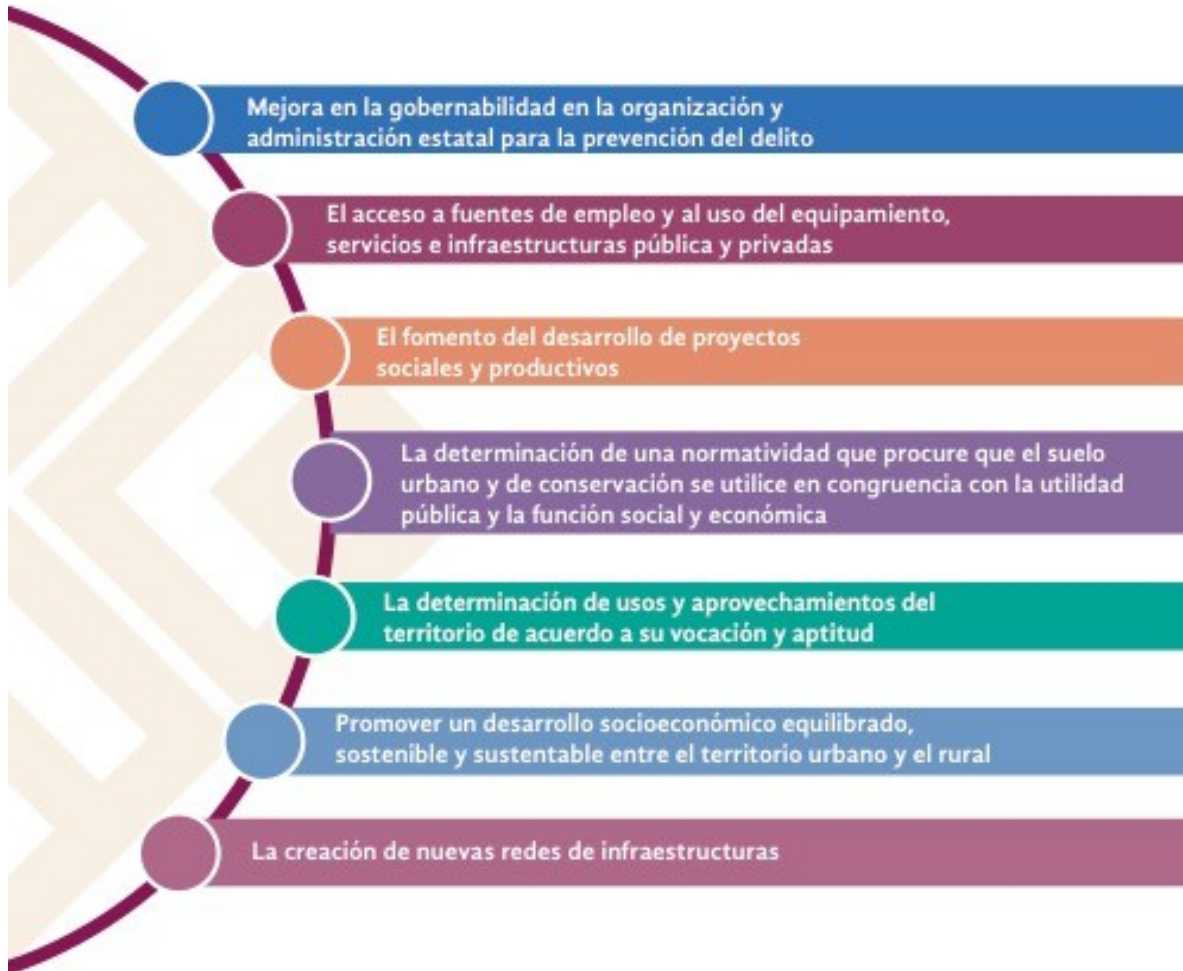 Mejora en la gobernabilidad en la organización y
administración estatal para la prevención del delito
El acceso a fuentes de empleo y al uso del equipamiento,
servicios e infraestructuras pública y privadas
El fomento del desarrollo de proyectos
sociales y productivos
La determinación de una normatividad que procure que el suelo
urbano y de conservación se utilice en congruencia con la utilidad
pública y la función social y económica
La determinación de usos y aprovechamientos del
territorio de acuerdo a su vocación y aptitud
Promover un desarrollo socioeconómico equilibrado,
sostenible y sustentable entre el territorio urbano y el rural
La creación de nuevas redes de infraestructuras